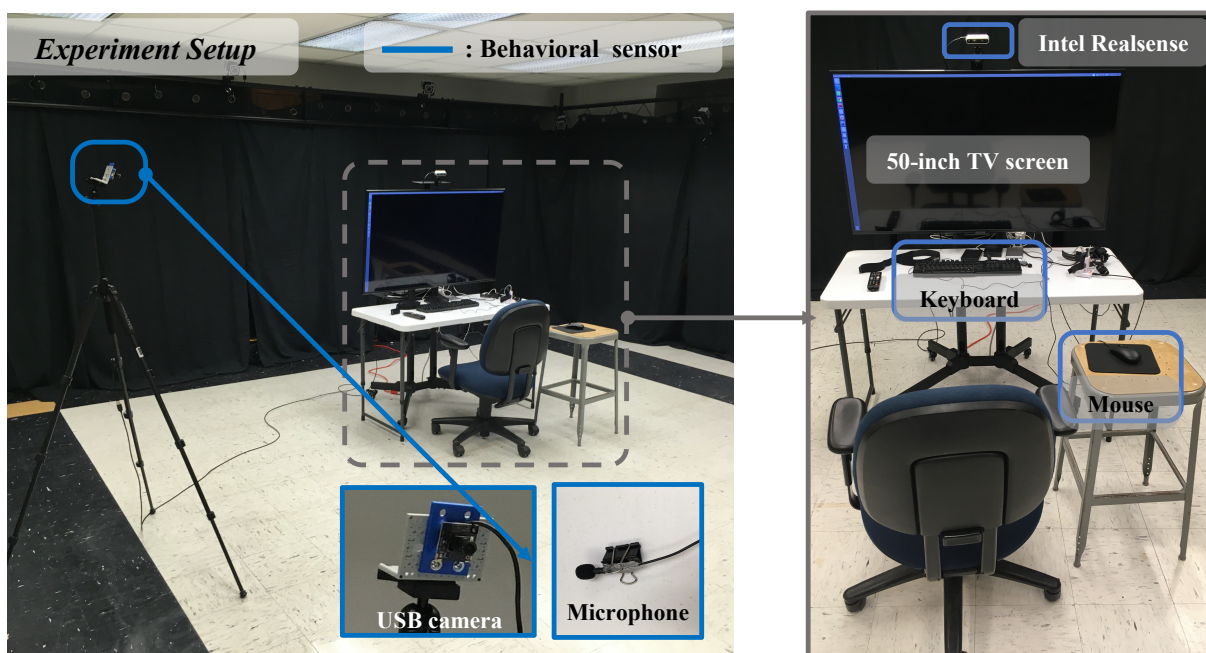 Experiment Setup
: Behavioral sensor
USB camera
Microphone
Intel Realsense
50-inch TV screen
Keyboard
Mouse